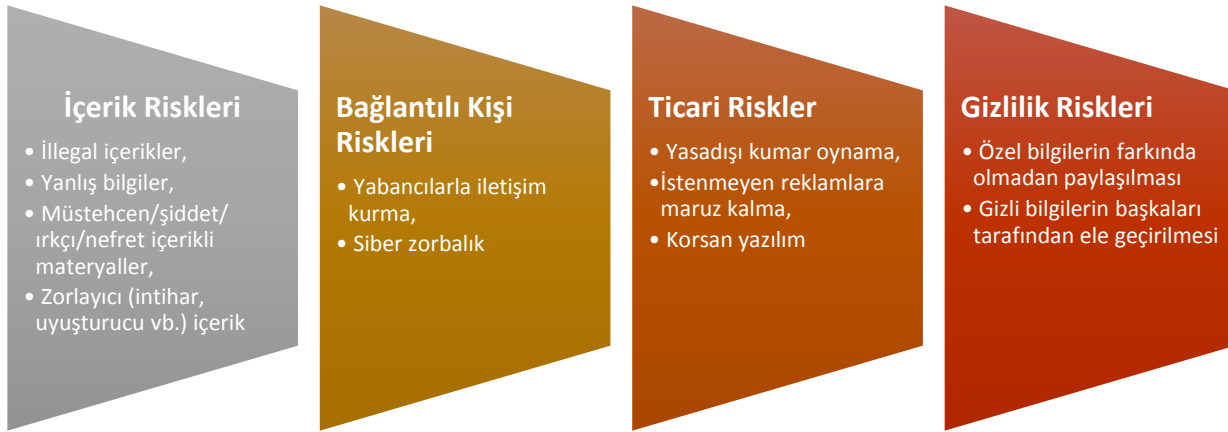 İçerik Riskleri
• İllegal içerikler,
• Yanlış bilgiler,
• Müstehcen/şiddet/
ırkçı/nefret içerikli
materyaller,
• Zorlayıcı (intihar,
uyuşturucu vb.) içerik
Bağlantılı Kişi
Riskleri
• Yabancılarla iletişim
kurma,
• Siber zorbalık
Ticari Riskler
• Yasadışı kumar oynama,
•İstenmeyen reklamlara
maruz kalma,
• Korsan yazılım
Gizlilik Riskleri
• Özel bilgilerin farkında
olmadan paylaşılması
• Gizli bilgilerin başkaları
tarafından ele geçirilmesi